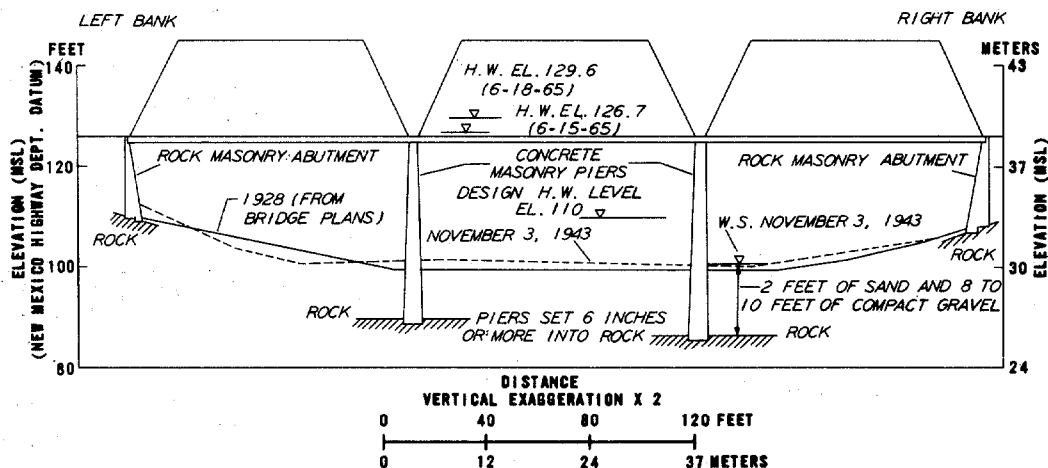 LEFT BANK
RIGHT BANK
FEET
METERS
140
43
H.W. EL. 129.6
(6-18-65)
H.W. EL. 126.7
(6-15-65)
120
37
ROCK MASONRY ABUTMENT
CONCRETE
MASONRY PIERS
ROCK MASONRY ABUTMENT
1928 (FROM
BRIDGE PLANS)
DESIGN H.W. LEVEL
EL. 110
W.S. NOVEMBER 3, 1943
NOVEMBER 3, 1943
ROCK
ROCK
100
30
2 FEET OF SAND AND 8 TO
10 FEET OF COMPACT GRAVEL
ROCK
PIERS SET 6 INCHES
OR MORE INTO ROCK
ROCK
80
24
ELEVATION (MSL)
(NEW MEXICO HIGHWAY DEPT. DATUM)
ELEVATION (MSL)
DISTANCE
VERTICAL EXAGGERATION X 2
0 40 80 120 FEET
0 12 24 37 METERS